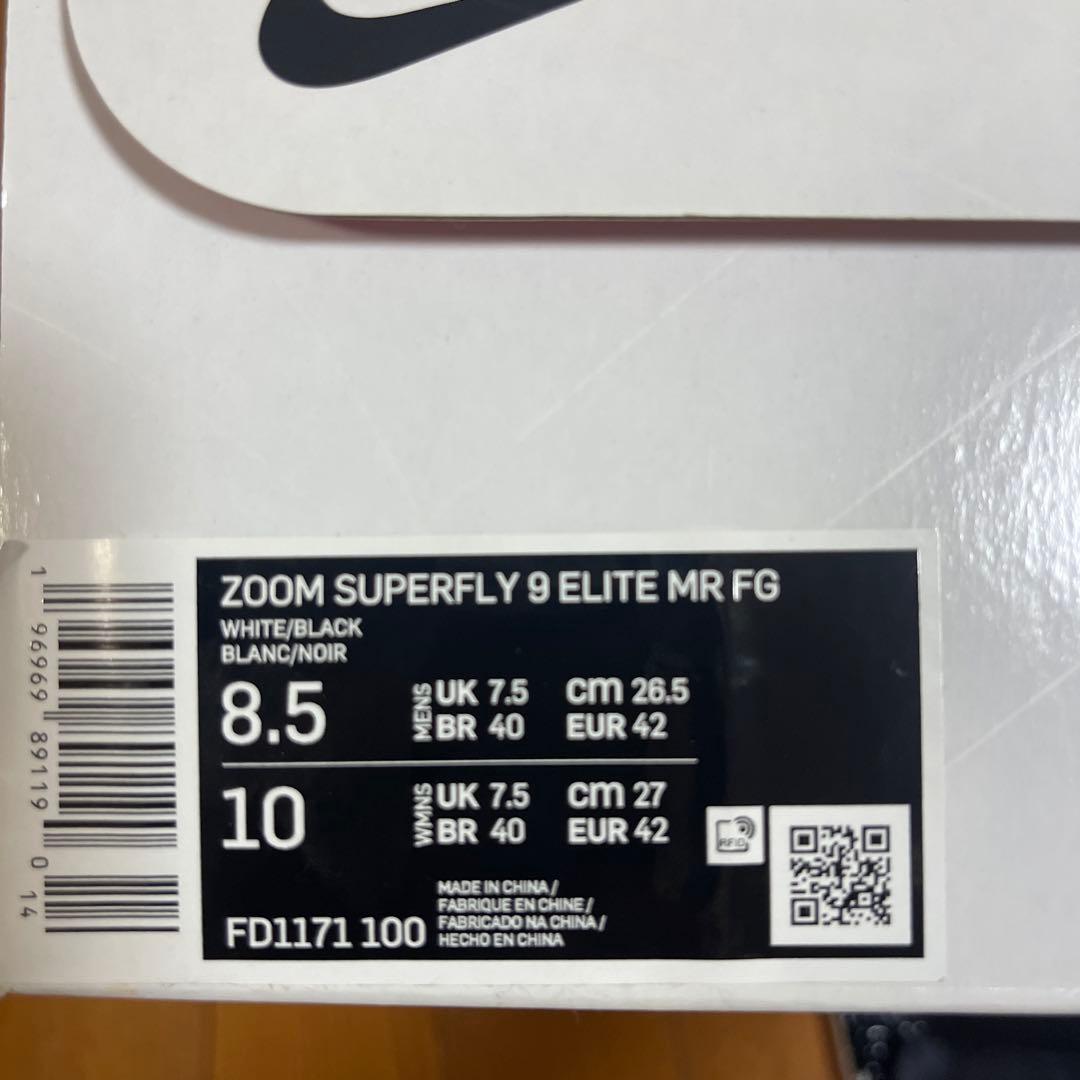 ZOOM SUPERFLY 9 ELITE MR FG
WHITE/BLACK
BLANC/NOIR
8.5 MENS UK 7.5 cm 26.5
BR 40 EUR 42
10 WMNS UK 7.5 cm 27
BR 40 EUR 42
RFID
MADE IN CHINA /
FABRIQUE EN CHINE /
FABRICADO NA CHINA /
HECHO EN CHINA
FD1171 100
1 96969 89119 0 14